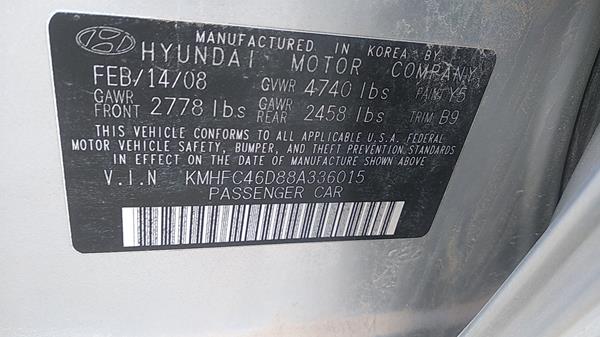 MANUFACTURED IN KOREA BY
HYUNDAI MOTOR COMPANY
FEB/14/08 GVWR 4740 lbs PAINT Y5
GAWR FRONT 2778 lbs GAWR REAR 2458 lbs TRIM B9
THIS VEHICLE CONFORMS TO ALL APPLICABLE U.S.A. FEDERAL
MOTOR VEHICLE SAFETY, BUMPER, AND THEFT PREVENTION STANDARDS
IN EFFECT ON THE DATE OF MANUFACTURE SHOWN ABOVE.
V.I.N KMHFC46D88A336015
PASSENGER CAR